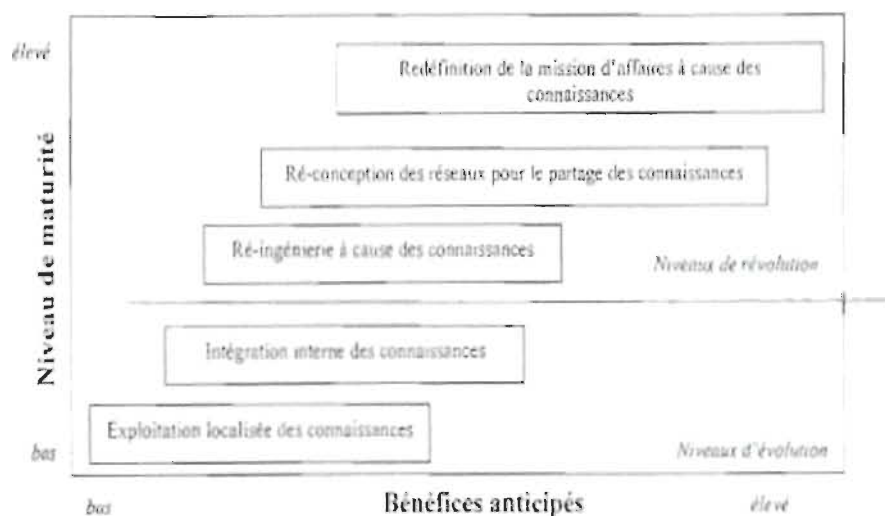 élevé
Redéfinition de la mission d'affaires à cause des
connaissances
Ré-conception des réseaux pour le partage des connaissances
Ré-ingénierie à cause des connaissances
Niveaux de révolution
Niveau de maturité
Intégration interne des connaissances
Exploitation localisée des connaissances
bas
Niveaux d'évolution
bas
Bénéfices anticipés
élevé